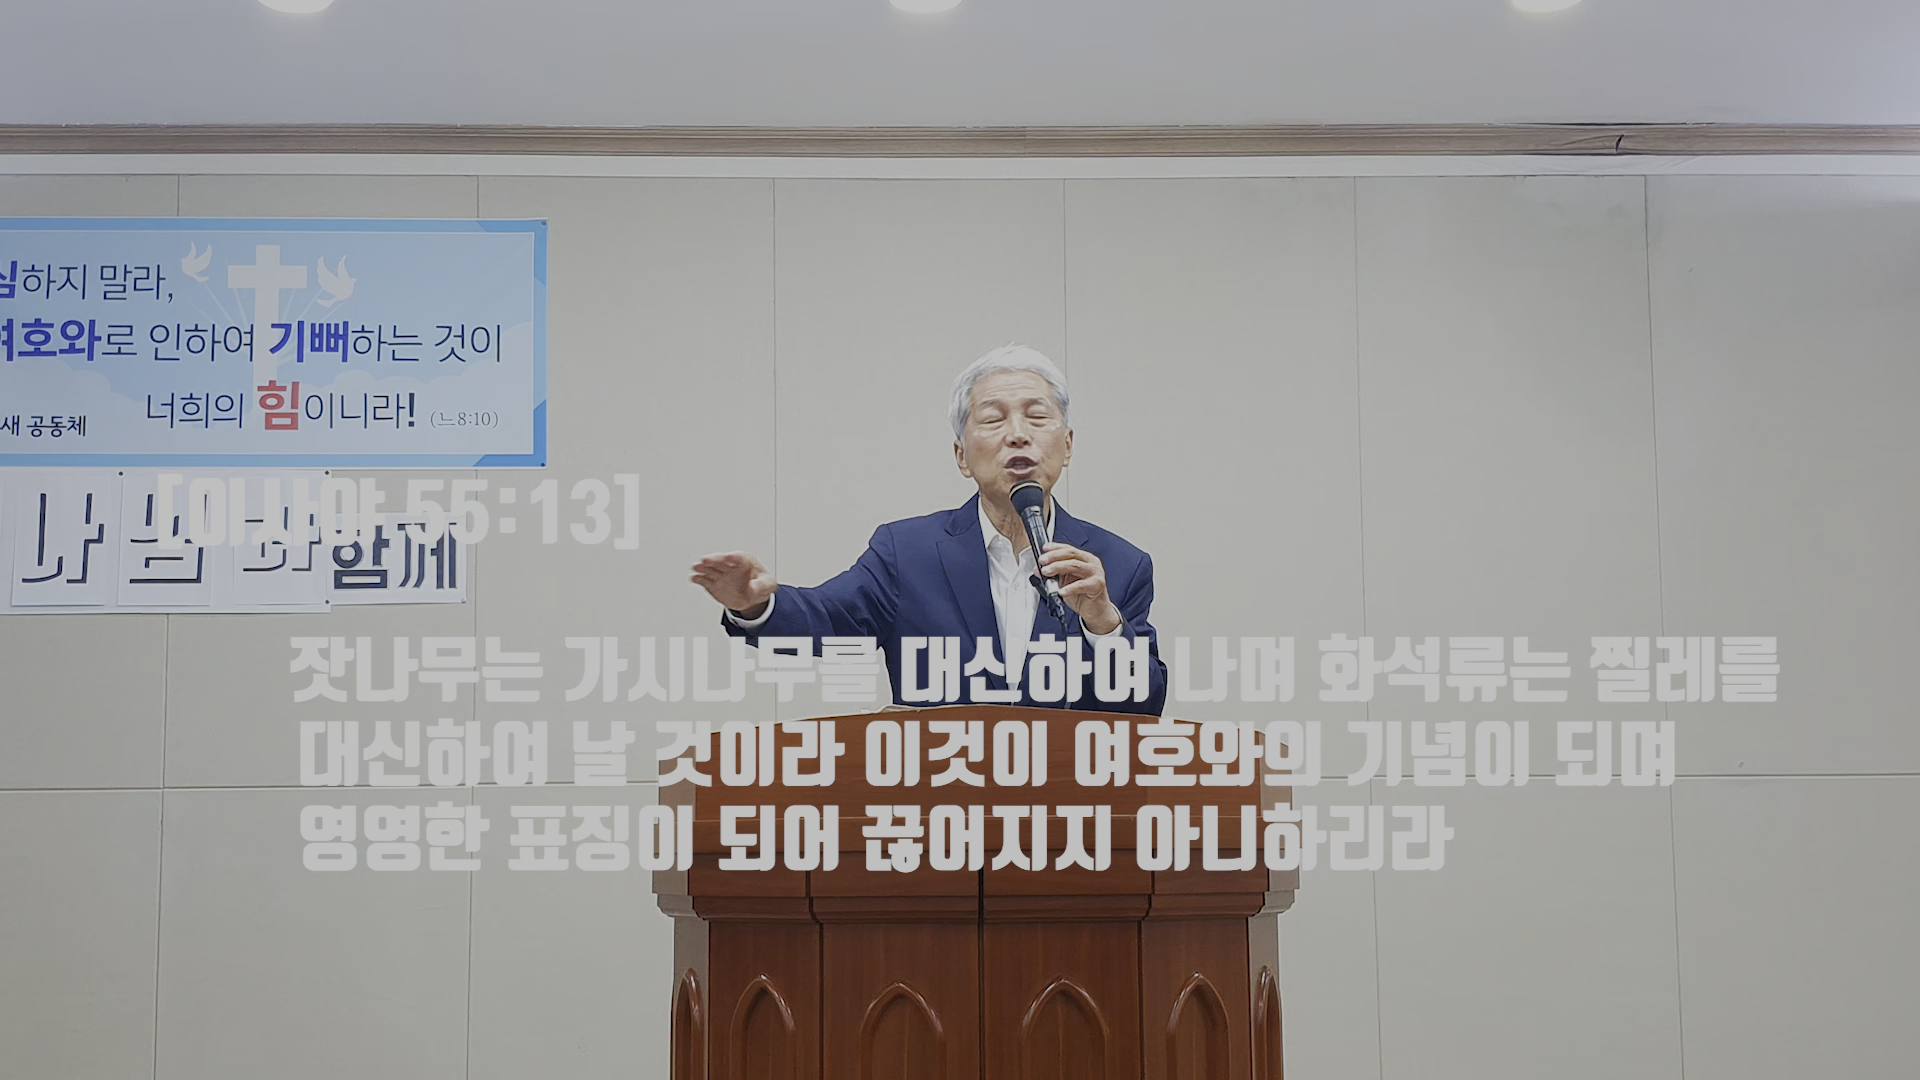 심하지 말라,
여호와로 인하여 기뻐하는 것이
너희의 힘이니라! (느8:10)
새 공동체
[이사야 55:13]
함께
잣나무는 가시나무를 대신하여 나며 화석류는 찔레를
대신하여 날 것이라 이것이 여호와의 기념이 되며
영영한 표징이 되어 끊어지지 아니하리라